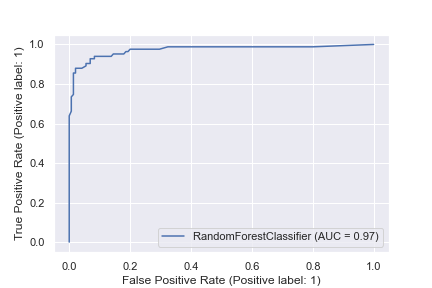 1.0
0.8
0.6
0.4
0.2
0.0
True Positive Rate (Positive label: 1)
RandomForestClassifier (AUC = 0.97)
0.0 0.2 0.4 0.6 0.8 1.0
False Positive Rate (Positive label: 1)